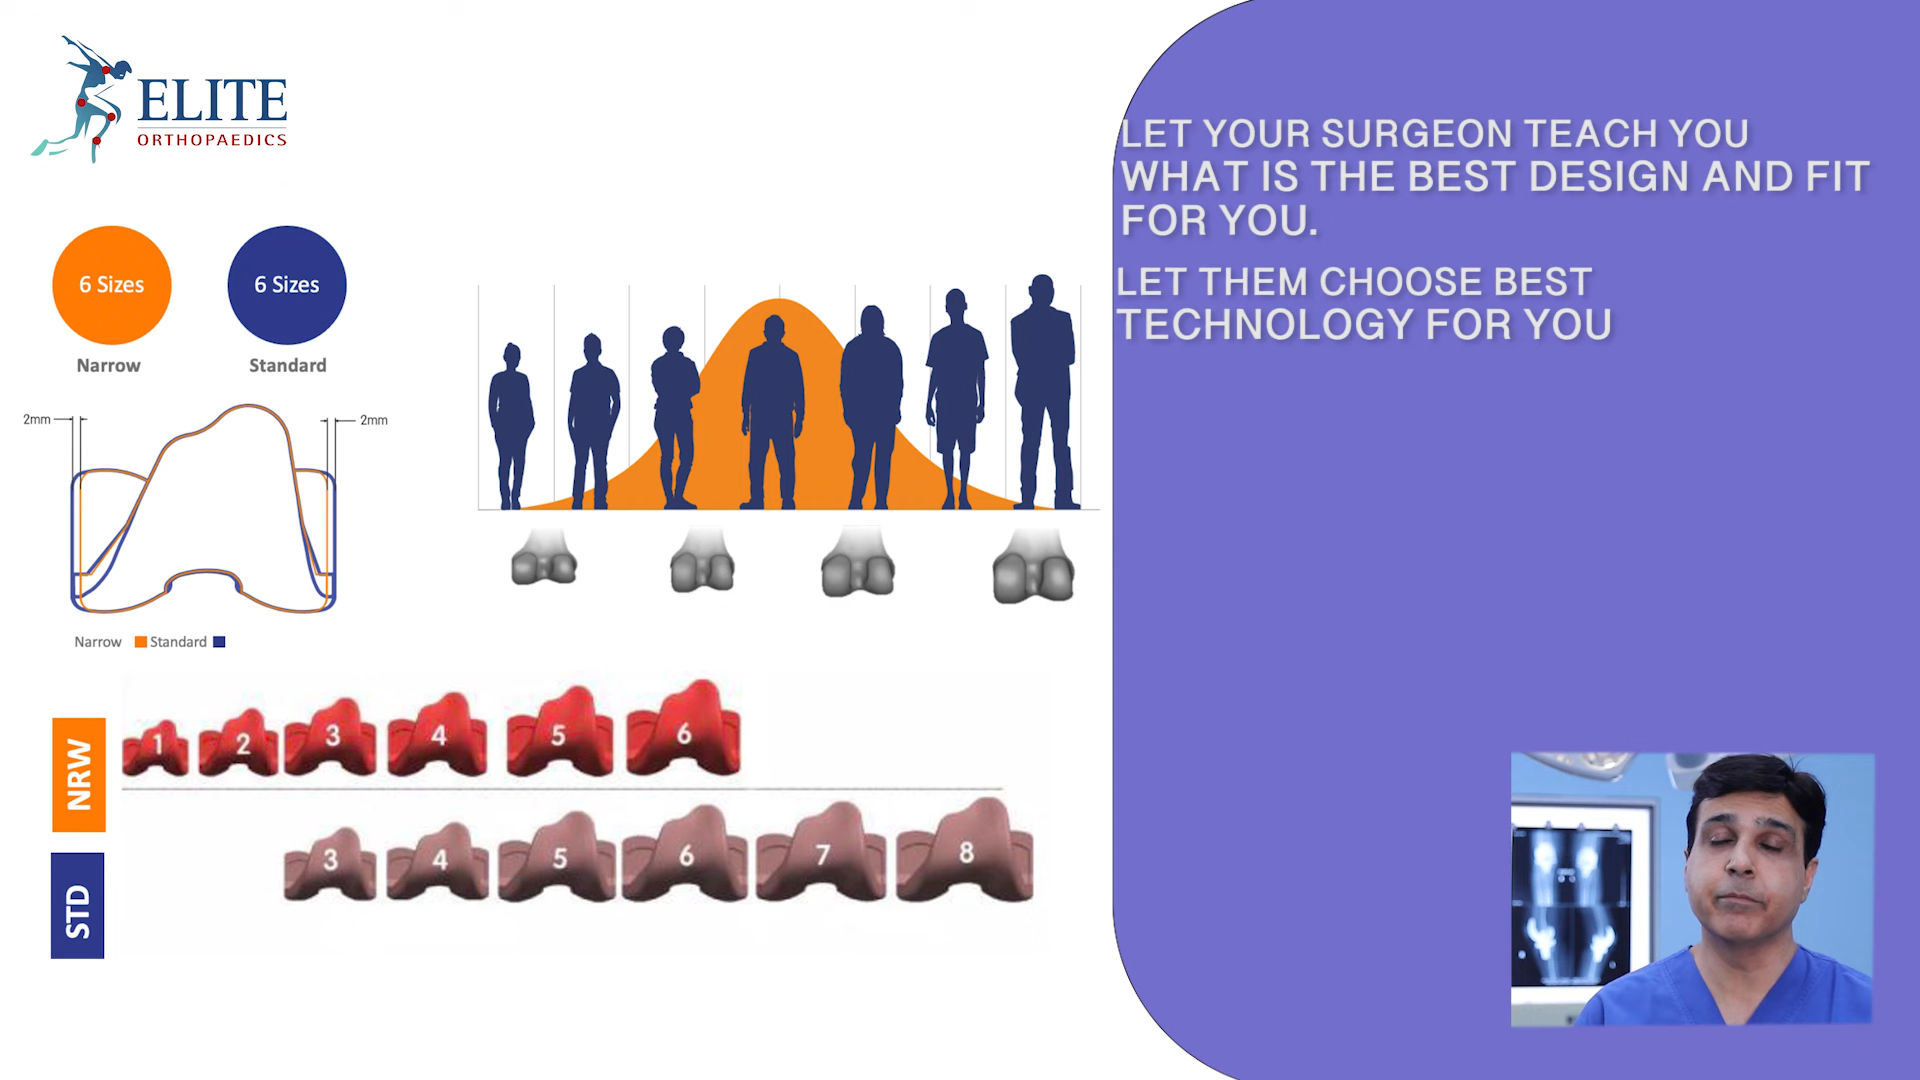 ELITE
ORTHOPAEDICS
LET YOUR SURGEON TEACH YOU
WHAT IS THE BEST DESIGN AND FIT
FOR YOU.
LET THEM CHOOSE BEST
TECHNOLOGY FOR YOU
6 Sizes
6 Sizes
Narrow
Standard
2mm
2mm
Narrow Standard
NRW
1 2 3 4 5 6
STD
3 4 5 6 7 8